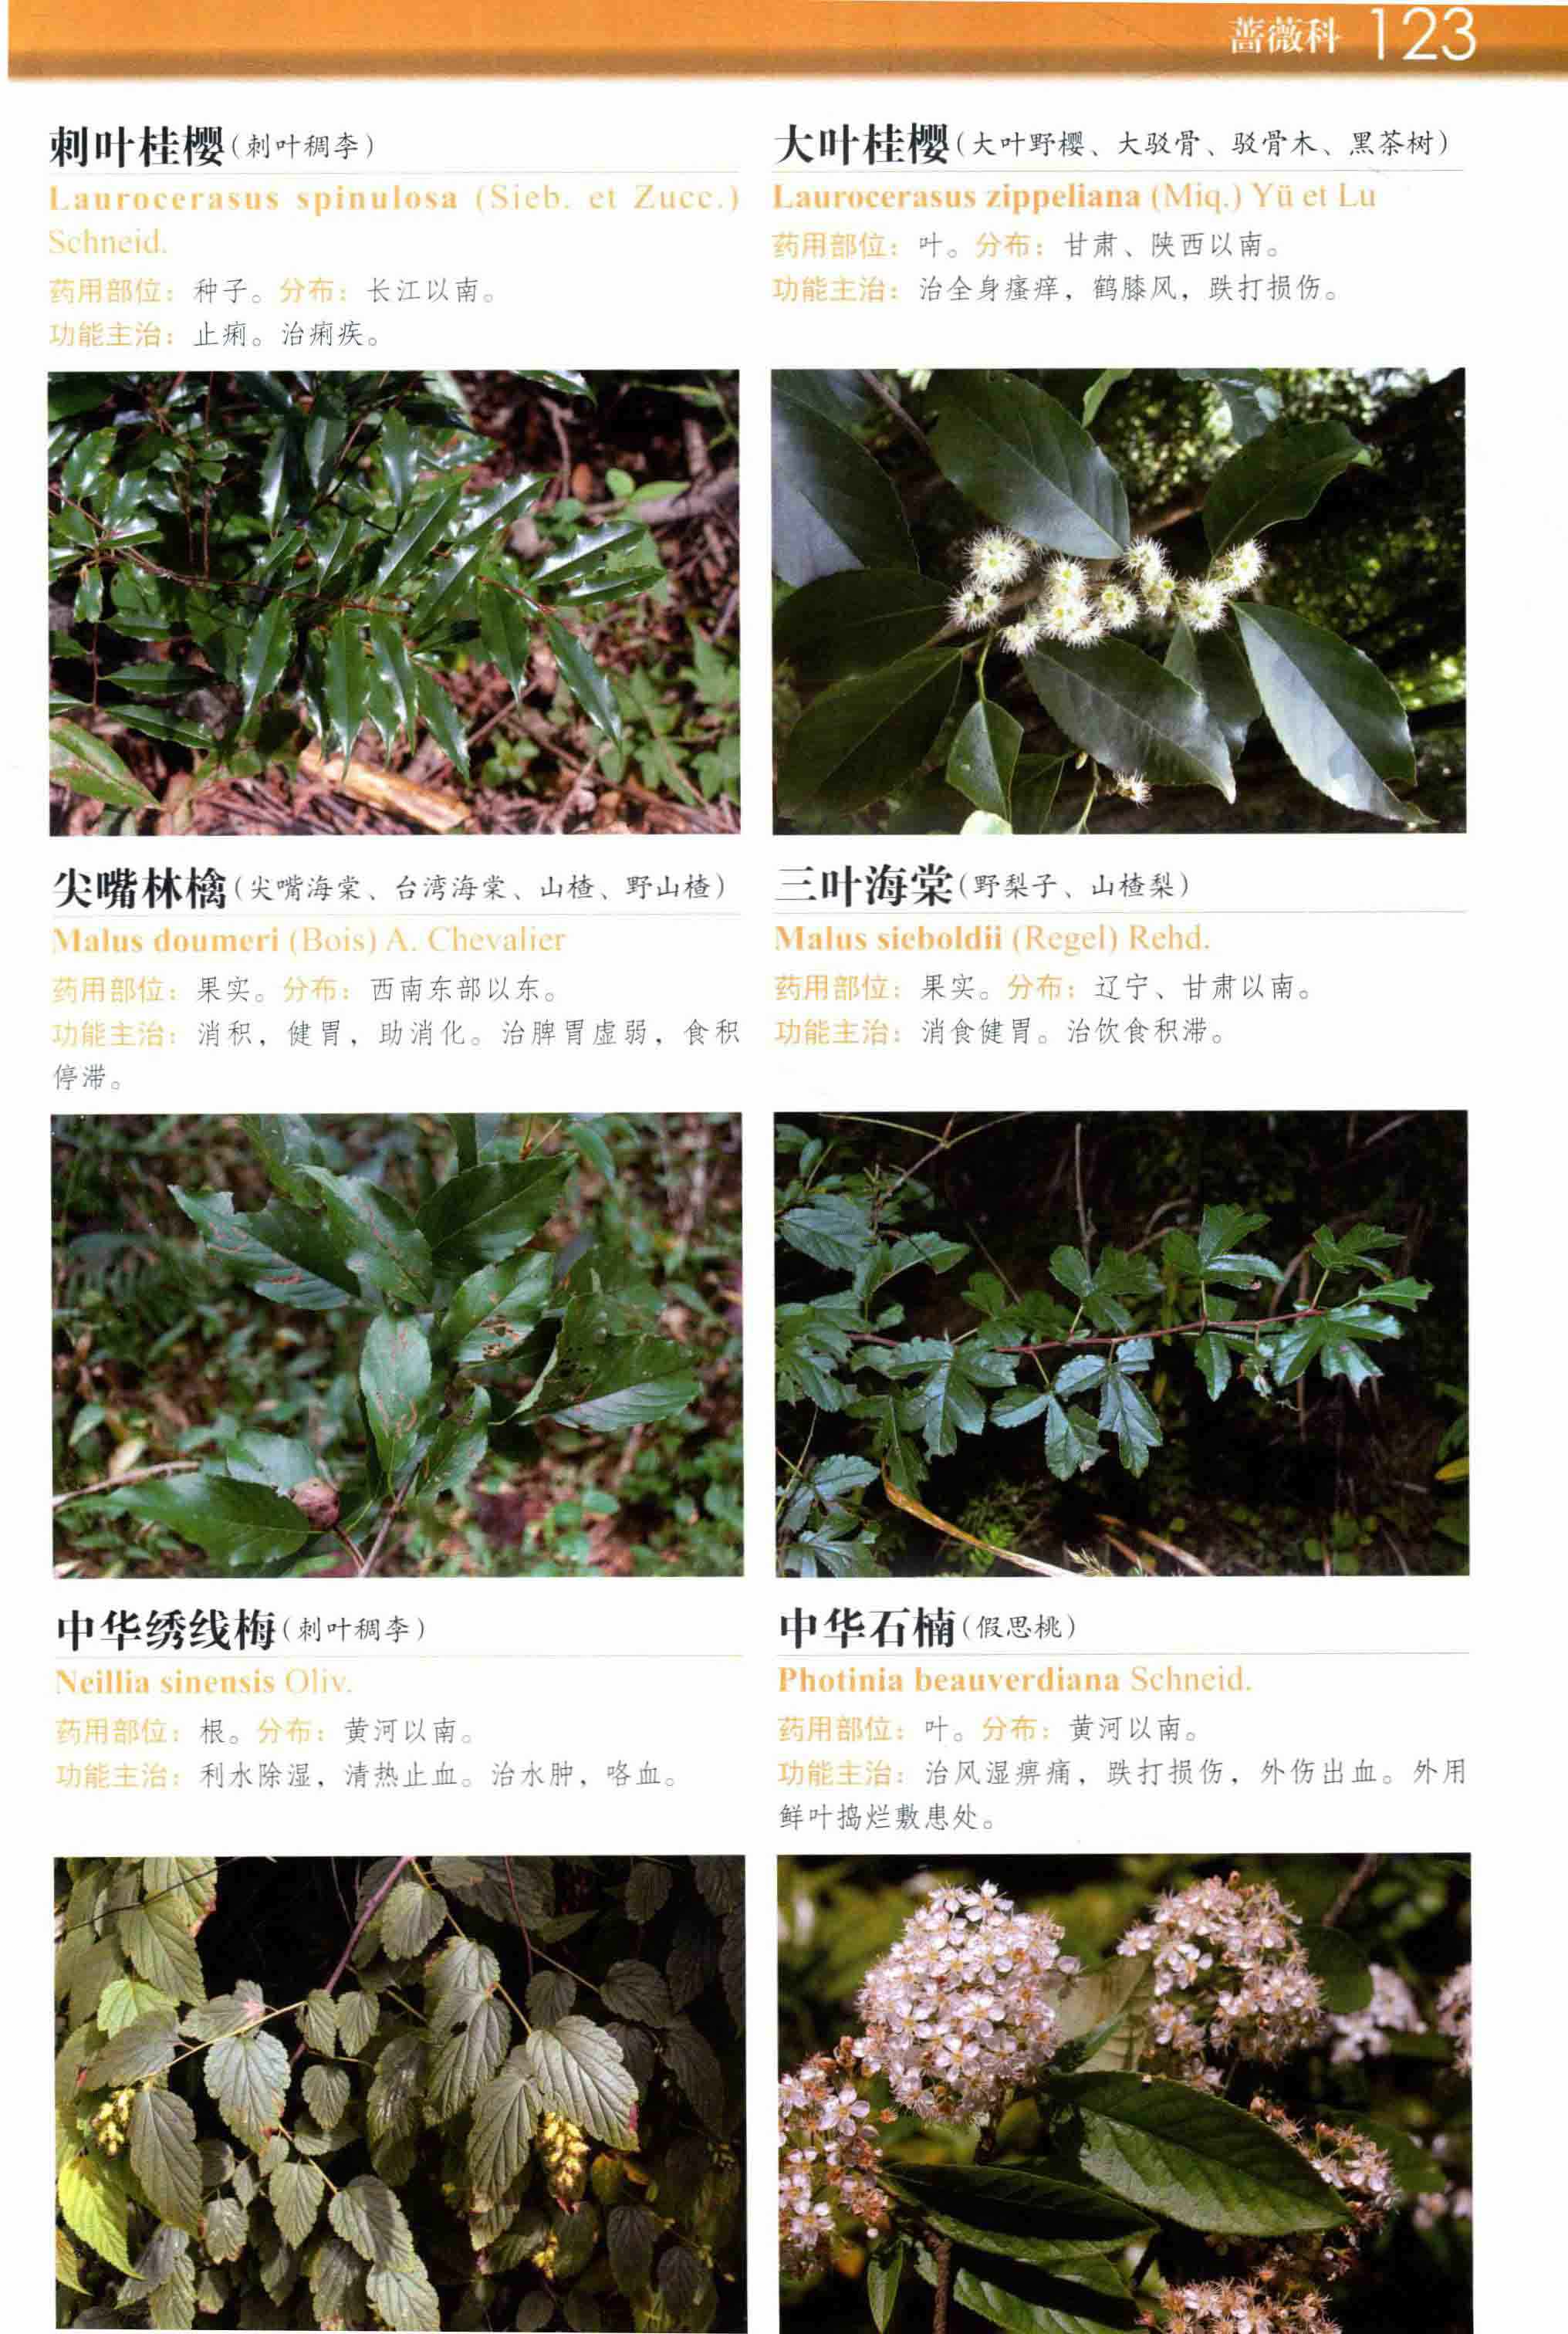 蔷薇科 123
刺叶桂樱(刺叶稠李)
Laurocerasus spinulosa (Sieb. et Zucc.)
Schneid.
药用部位：种子。分布：长江以南。
功能主治：止痢。治痢疾。
大叶桂樱(大叶野樱、大驳骨、驳骨木、黑茶树)
Laurocerasus zippeliana (Miq.) Yü et Lu
药用部位：叶。分布：甘肃、陕西以南。
功能主治：治全身瘙痒，鹤膝风，跌打损伤。
尖嘴林檎(尖嘴海棠、台湾海棠、山楂、野山楂)
Malus doumeri (Bois) A. Chevalier
药用部位：果实。分布：西南东部以东。
功能主治：消积，健胃，助消化。治脾胃虚弱，食积
停滞。
三叶海棠(野梨子、山楂梨)
Malus sieboldii (Regel) Rehd.
药用部位：果实。分布：辽宁、甘肃以南。
功能主治：消食健胃。治饮食积滞。
中华绣线梅(刺叶稠李)
Neillia sinensis Oliv.
药用部位：根。分布：黄河以南。
功能主治：利水除湿，清热止血。治水肿，咯血。
中华石楠(假思桃)
Photinia beauverdiana Schneid.
药用部位：叶。分布：黄河以南。
功能主治：治风湿痹痛，跌打损伤，外伤出血。外用
鲜叶捣烂敷患处。